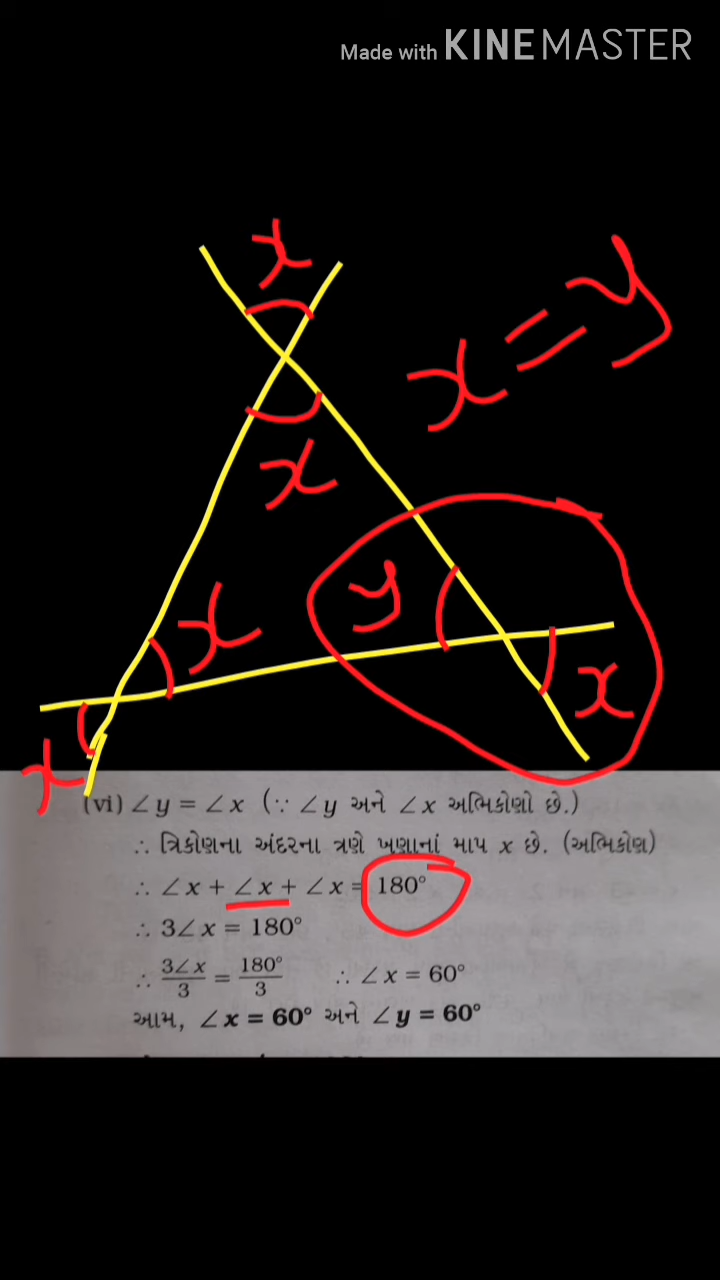 Made with KINEMASTER
x
x = y
x
y
x
x
x
(vi) ∠y = ∠x (∵ ∠y અને ∠x અભિકોણો છે.)
∴ ત્રિકોણના અંદરના ત્રણે ખૂણાનાં માપ x છે. (અભિકોણ)
∴ ∠x + ∠x + ∠x = 180°
∴ 3∠x = 180°
∴ 3∠x/3 = 180°/3 ∴ ∠x = 60°
આમ, ∠x = 60° અને ∠y = 60°